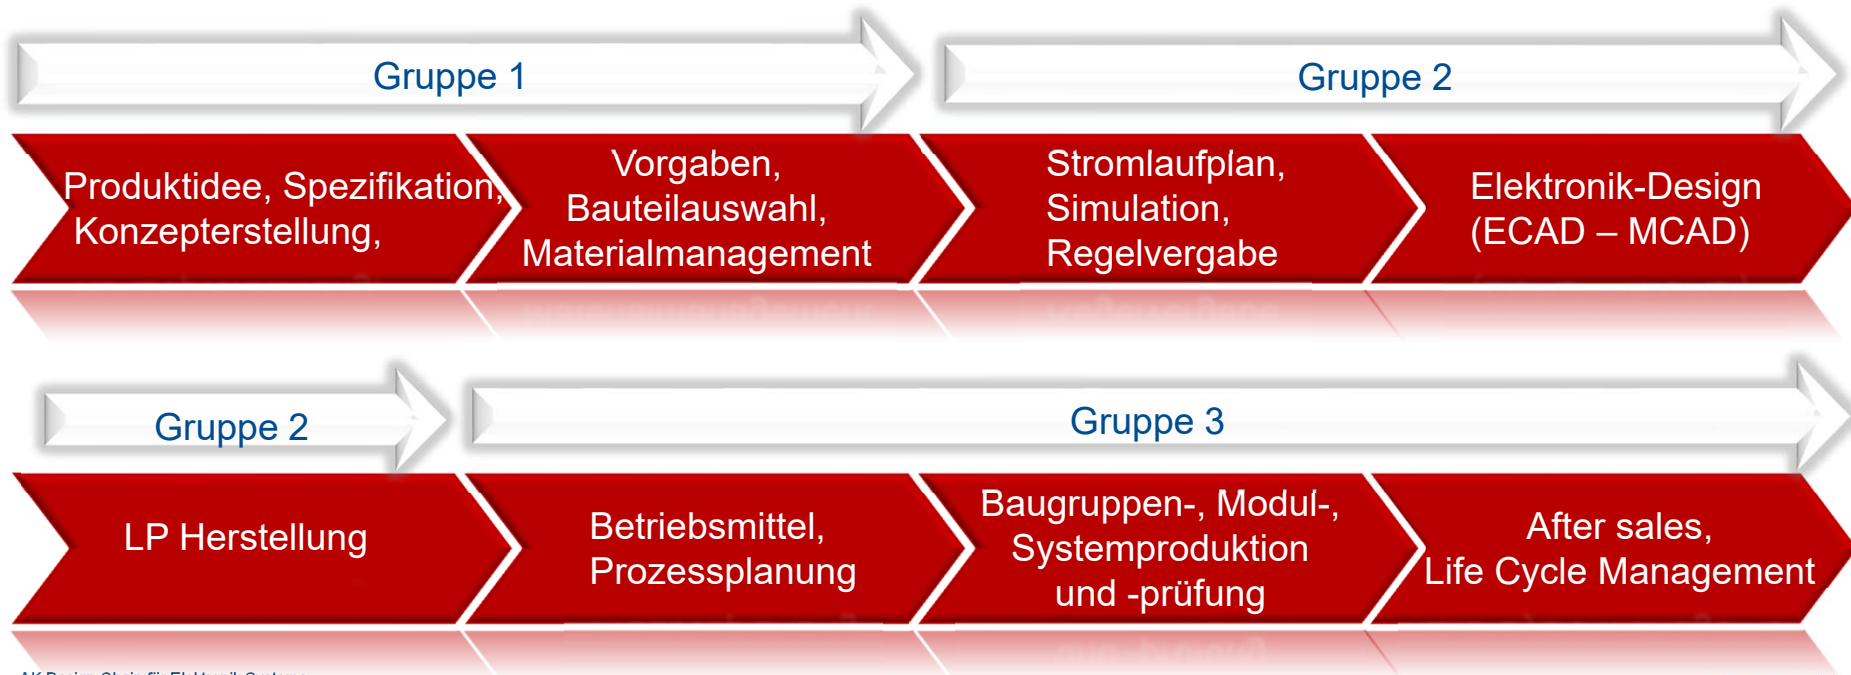 Gruppe 1
Gruppe 2
Produktidee, Spezifikation,
Konzepterstellung,
Vorgaben,
Bauteilauswahl,
Materialmanagement
Stromlaufplan,
Simulation,
Regelvergabe
Elektronik-Design
(ECAD – MCAD)
Gruppe 2
Gruppe 3
LP Herstellung
Betriebsmittel,
Prozessplanung
Baugruppen-, Modul-,
Systemproduktion
und -prüfung
After sales,
Life Cycle Management